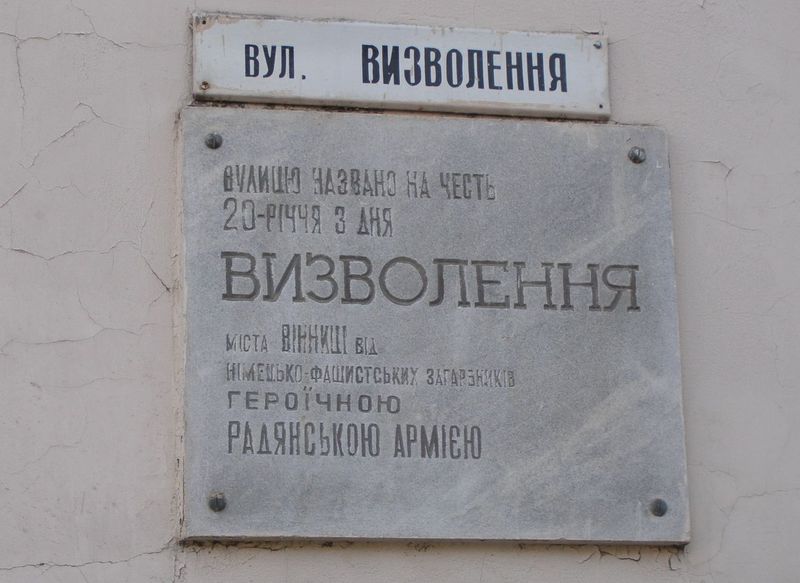 ВУЛ. ВИЗВОЛЕННЯ
ВУЛИЦЮ НАЗВАНО НА ЧЕСТЬ
20-РІЧЧЯ З ДНЯ
ВИЗВОЛЕННЯ
МІСТА ВІННИЦІ ВІД
НІМЕЦЬКО-ФАШИСТСЬКИХ ЗАГАРБНИКІВ
ГЕРОЇЧНОЮ
РАДЯНСЬКОЮ АРМІЄЮ